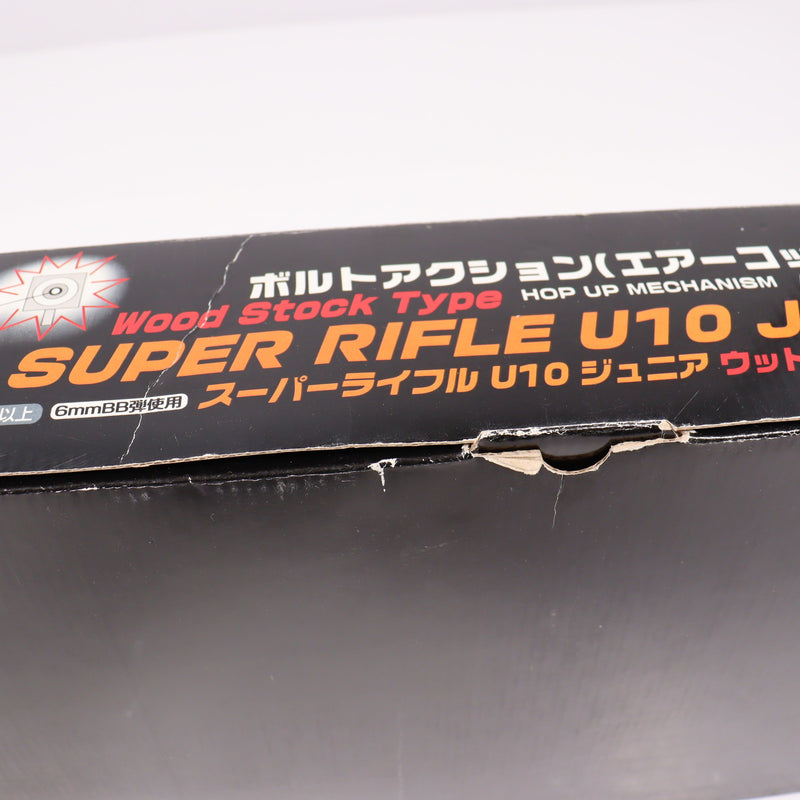 ボルトアクション(エアーコッ
Wood Stock Type HOP UP MECHANISM
SUPER RIFLE U10 J
以上 6mmBB弾使用 スーパーライフル U10 ジュニア ウット